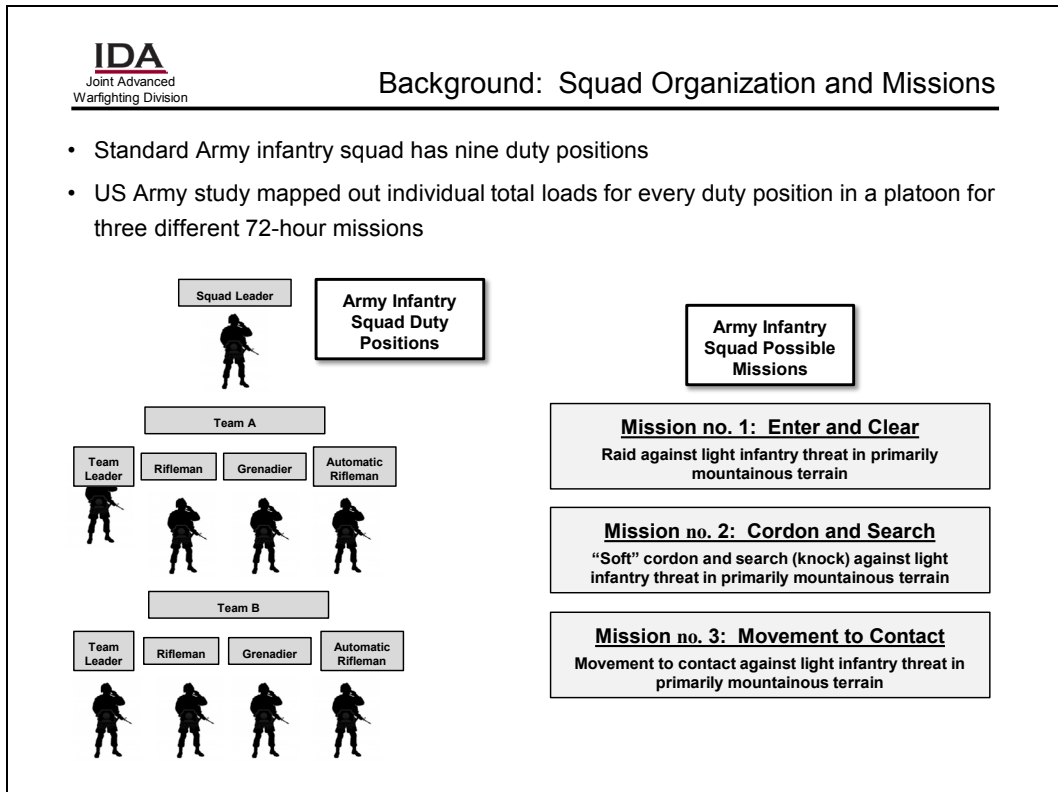 IDA
Joint Advanced
Warfighting Division
Background: Squad Organization and Missions
• Standard Army infantry squad has nine duty positions
• US Army study mapped out individual total loads for every duty position in a platoon for
three different 72-hour missions
Squad Leader
Army Infantry
Squad Duty
Positions
Team A
Team
Leader
Rifleman
Grenadier
Automatic
Rifleman
Team B
Team
Leader
Rifleman
Grenadier
Automatic
Rifleman
Army Infantry
Squad Possible
Missions
Mission no. 1: Enter and Clear
Raid against light infantry threat in primarily
mountainous terrain
Mission no. 2: Cordon and Search
“Soft” cordon and search (knock) against light
infantry threat in primarily mountainous terrain
Mission no. 3: Movement to Contact
Movement to contact against light infantry threat in
primarily mountainous terrain